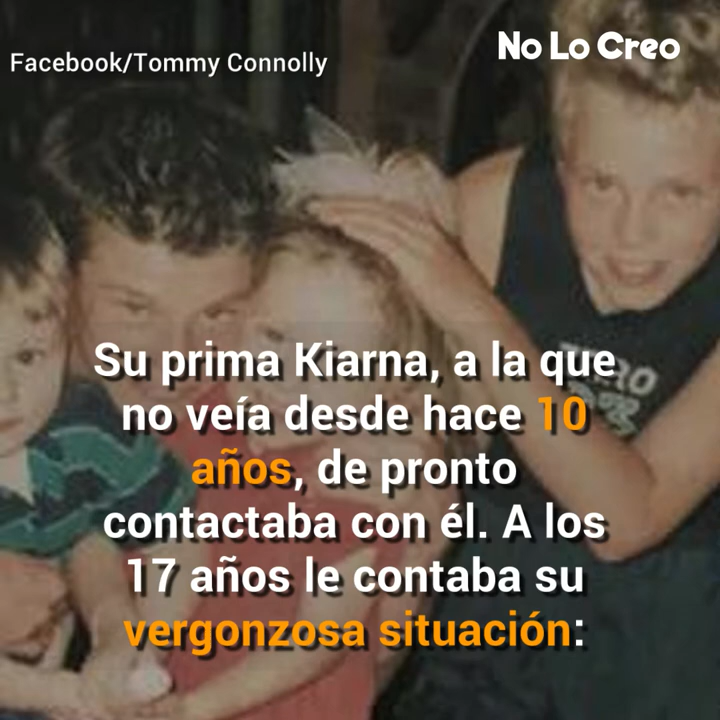 No Lo Creo
Facebook/Tommy Connolly
Su prima Kiarna, a la que
no veía desde hace 10
años, de pronto
contactaba con él. A los
17 años le contaba su
vergonzosa situación: